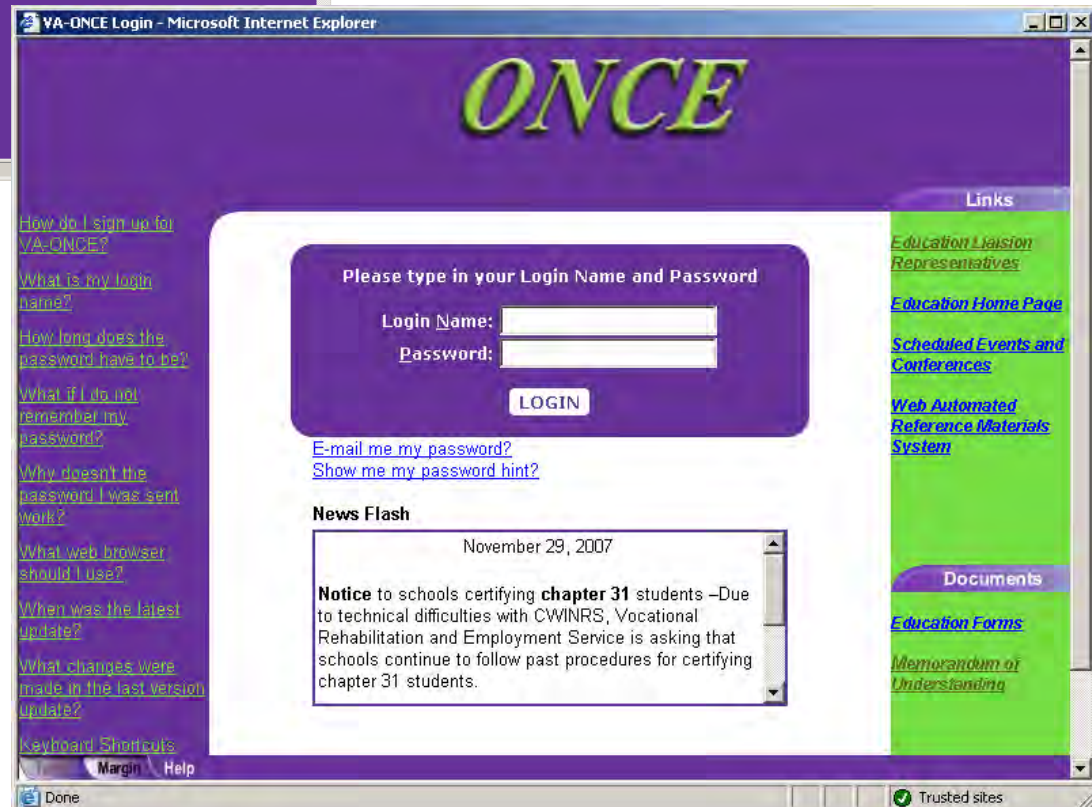 VA-ONCE Login - Microsoft Internet Explorer
ONCE
How do I sign up for
VA-ONCE?
What is my login
name?
How long does the
password have to be?
What if I do not
remember my
password?
Why doesn't the
password I was sent
work?
What web browser
should I use?
When was the latest
update?
What changes were
made in the last version
update?
Keyboard Shortcuts
Margin
Help
Please type in your Login Name and Password
Login Name:
Password:
LOGIN
E-mail me my password?
Show me my password hint?
News Flash
November 29, 2007
Notice to schools certifying chapter 31 students –Due
to technical difficulties with CWINRS, Vocational
Rehabilitation and Employment Service is asking that
schools continue to follow past procedures for certifying
chapter 31 students.
Links
Education Liaision
Representatives
Education Home Page
Scheduled Events and
Conferences
Web Automated
Reference Materials
System
Documents
Education Forms
Memorandum of
Understanding
Done
Trusted sites